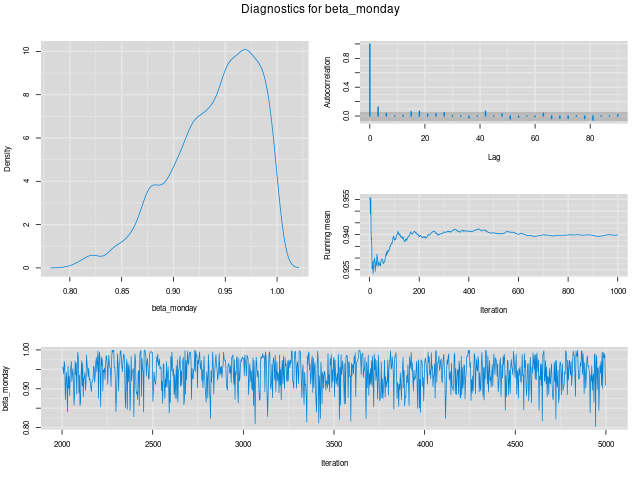 Diagnostics for beta_monday
Density
0 2 4 6 8 10
0.80 0.85 0.90 0.95 1.00
beta_monday
Autocorrelation
0.0 0.4 0.8
0 20 40 60 80
Lag
Running mean
0.925 0.940 0.955
0 200 400 600 800 1000
Iteration
beta_monday
0.80 0.90 1.00
2000 2500 3000 3500 4000 4500 5000
Iteration